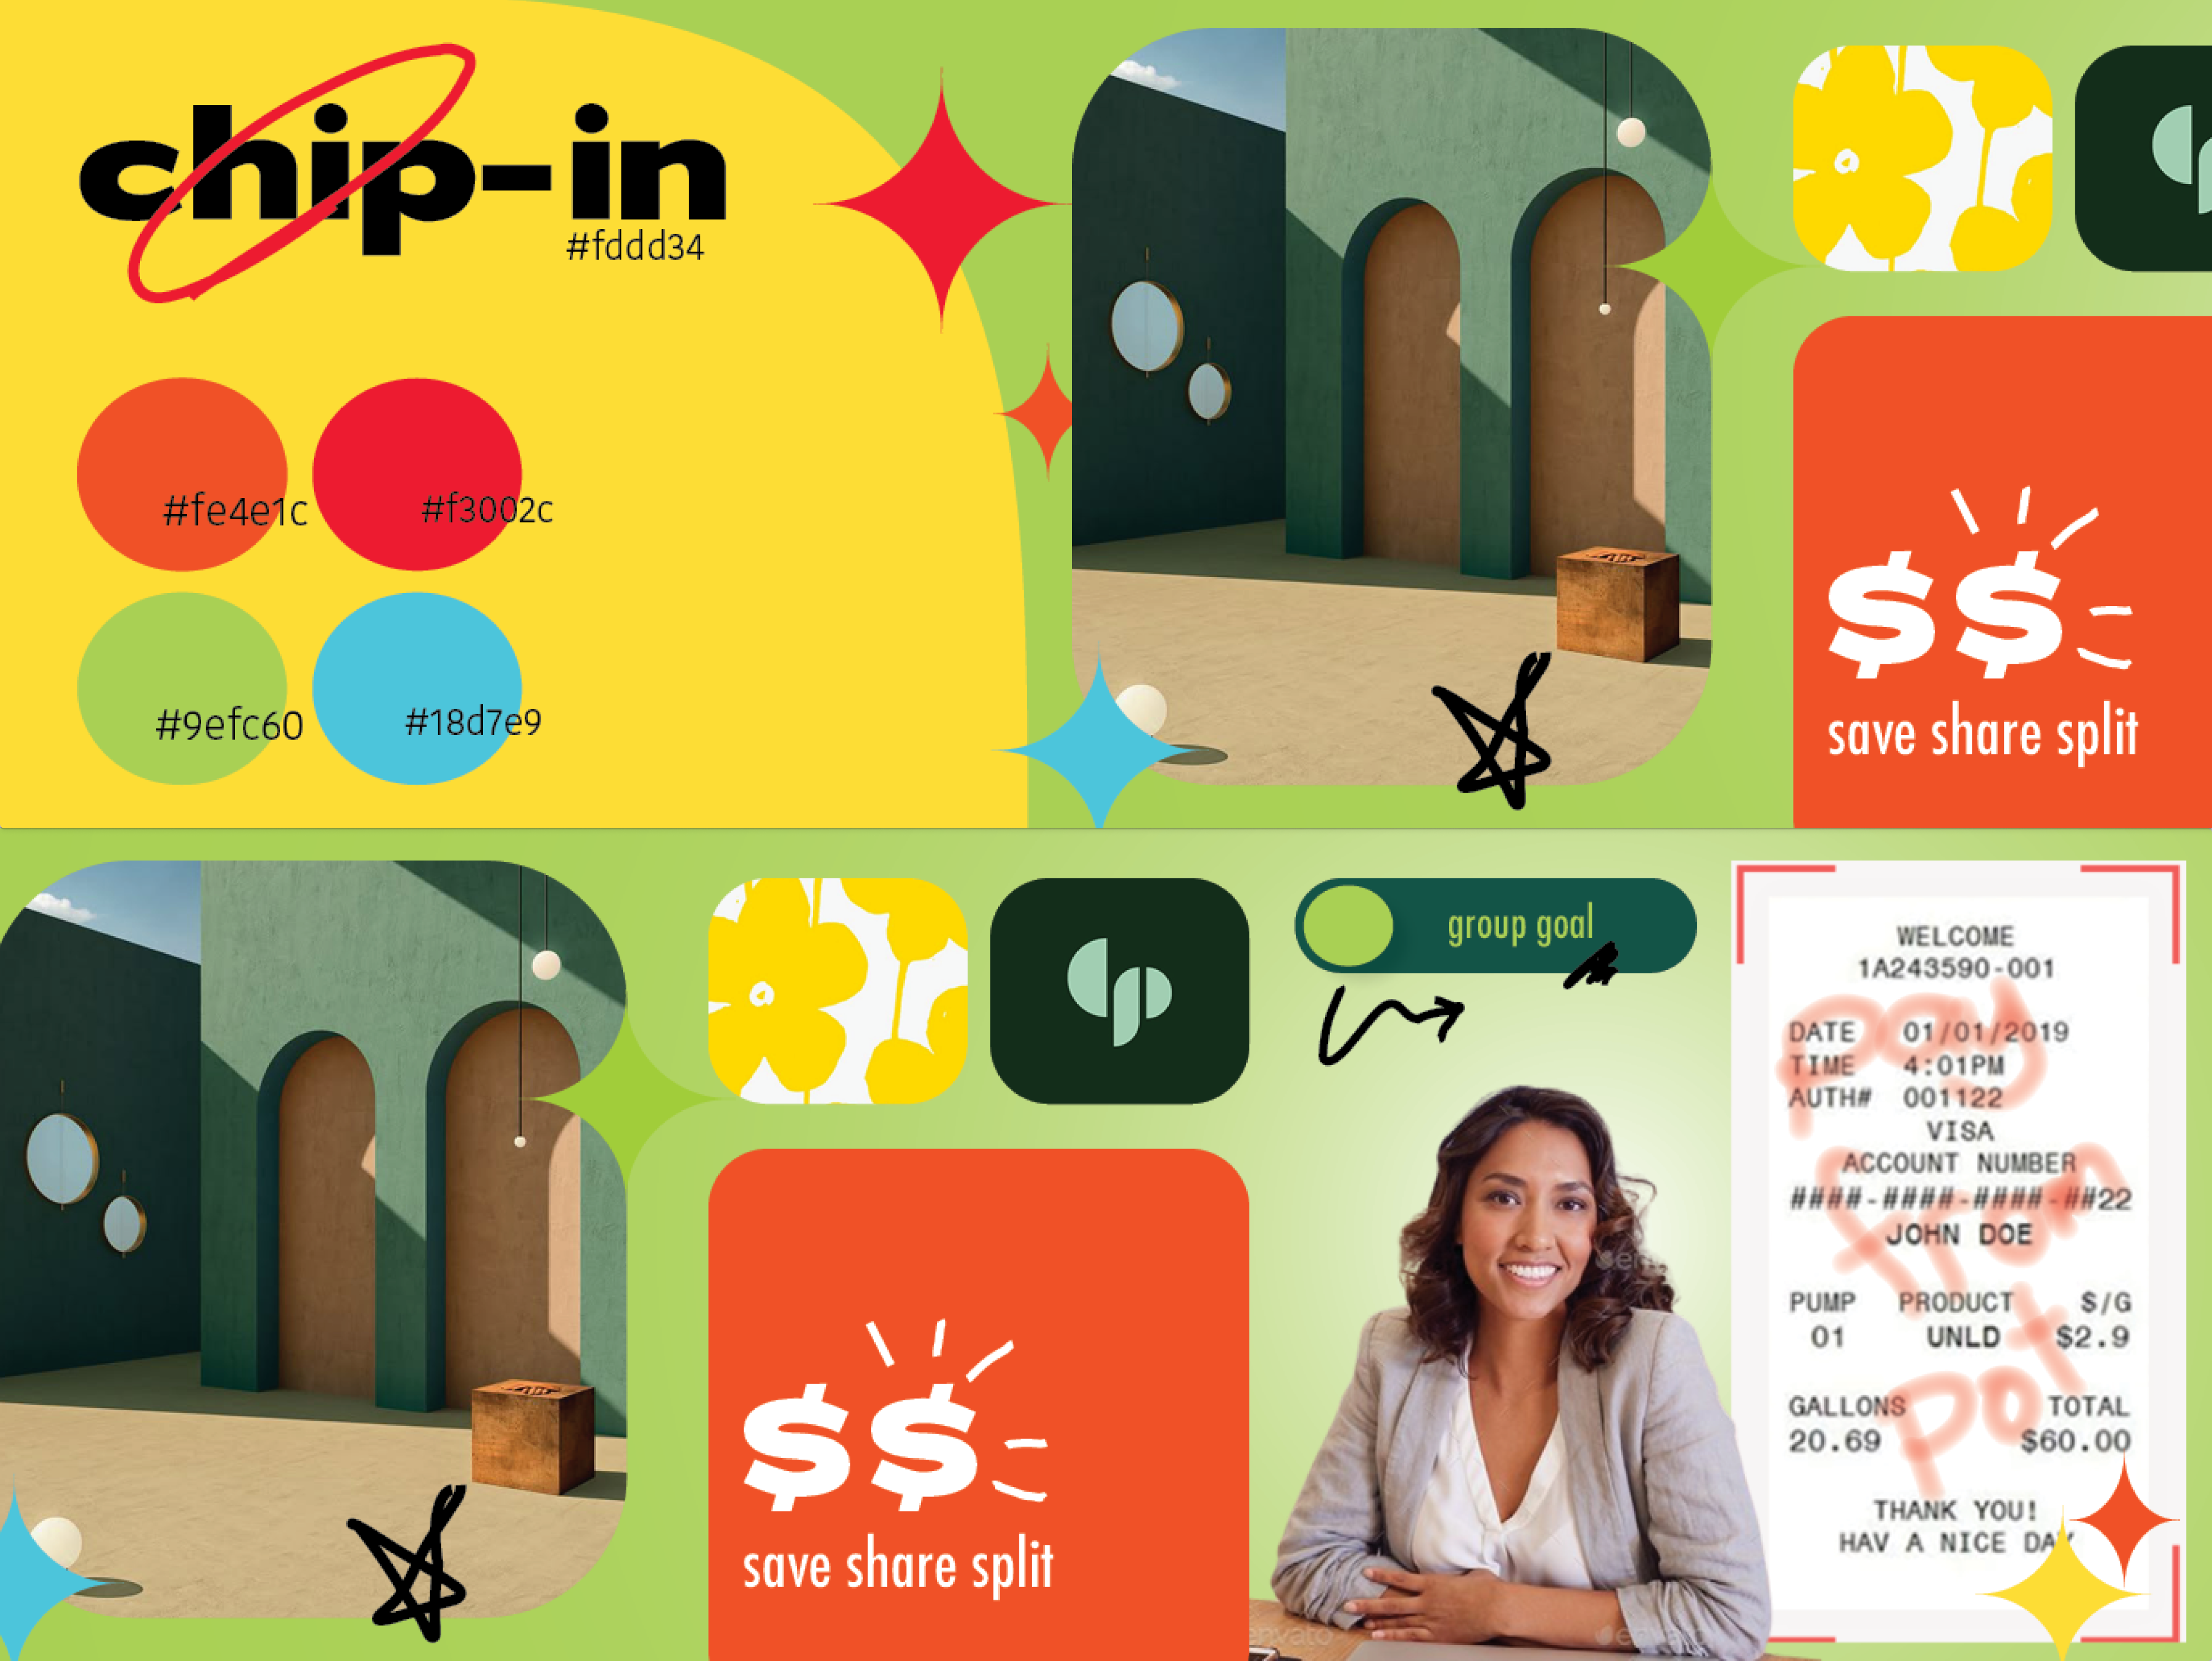 chip-in
#fddd34
#fe4e1c
#f3002c
#9efc60
#18d7e9
$$
save share split
$$
save share split
group goal
WELCOME
1A243590-001
DATE 01/01/2019
TIME 4:01PM
AUTH# 001122
VISA
ACCOUNT NUMBER
####-####-####-##22
JOHN DOE
PUMP PRODUCT $/G
01 UNLD $2.9
GALLONS TOTAL
20.69 $60.00
THANK YOU!
HAV A NICE DAY
pay
from
pot
envato